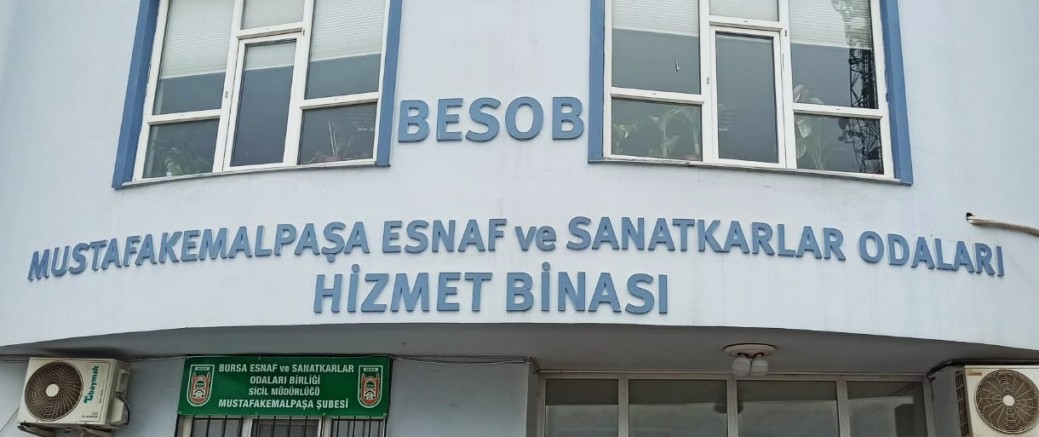 BESOB
MUSTAFAKEMALPAŞA ESNAF ve SANATKARLAR ODALARI
HİZMET BİNASI
BURSA ESNAF ve SANATKARLAR
ODALARI BİRLİĞİ
SİCİL MÜDÜRLÜĞÜ
MUSTAFAKEMALPAŞA ŞUBESİ
Baymak